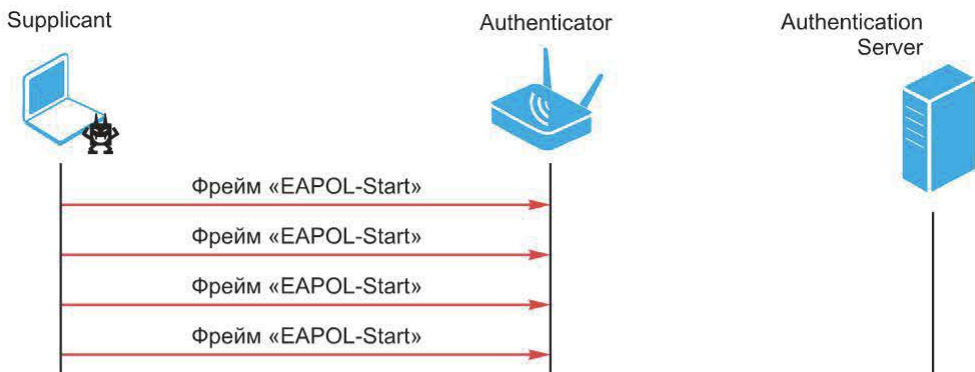 Supplicant
Authenticator
Authentication
Server
Фрейм «EAPOL-Start»
Фрейм «EAPOL-Start»
Фрейм «EAPOL-Start»
Фрейм «EAPOL-Start»